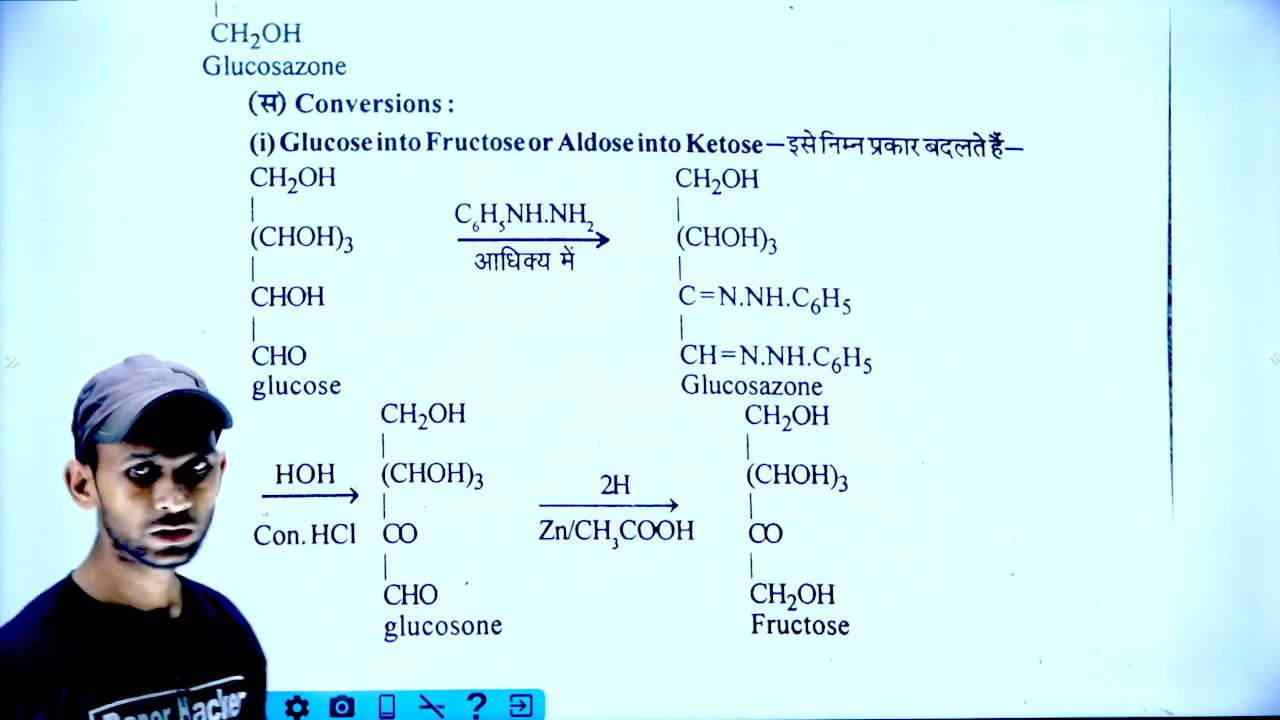 CH₂OH
Glucosazone
(स) Conversions :
(i) Glucose into Fructose or Aldose into Ketose—इसे निम्न प्रकार बदलते हैं—
CH₂OH
(CHOH)₃
CHOH
CHO
glucose
C₆H₅NH.NH₂
आधिक्य में
CH₂OH
(CHOH)₃
C=N.NH.C₆H₅
CH=N.NH.C₆H₅
Glucosazone
HOH
Con. HCl
CH₂OH
(CHOH)₃
CO
CHO
glucosone
2H
Zn/CH₃COOH
CH₂OH
(CHOH)₃
CO
CH₂OH
Fructose
Hacker
?